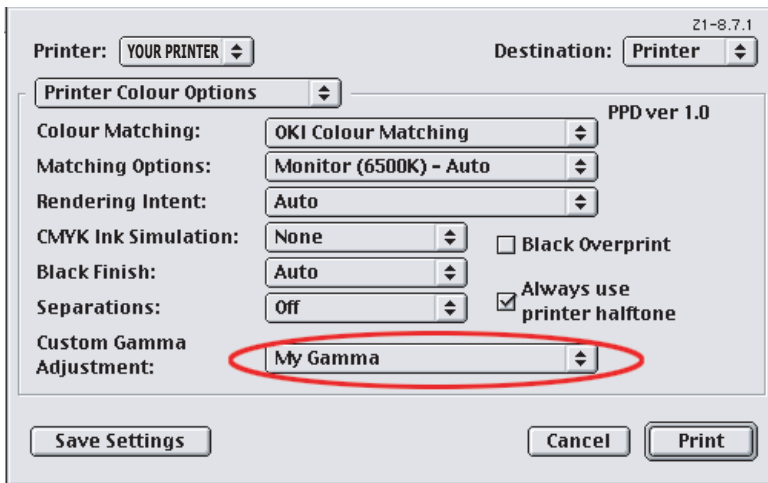 Z1-8.7.1
Printer: YOUR PRINTER Destination: Printer
Printer Colour Options
PPD ver 1.0
Colour Matching: OKI Colour Matching
Matching Options: Monitor (6500K) - Auto
Rendering Intent: Auto
CMYK Ink Simulation: None Black Overprint
Black Finish: Auto
Separations: Off Always use
printer halftone
Custom Gamma
Adjustment: My Gamma
Save Settings Cancel Print